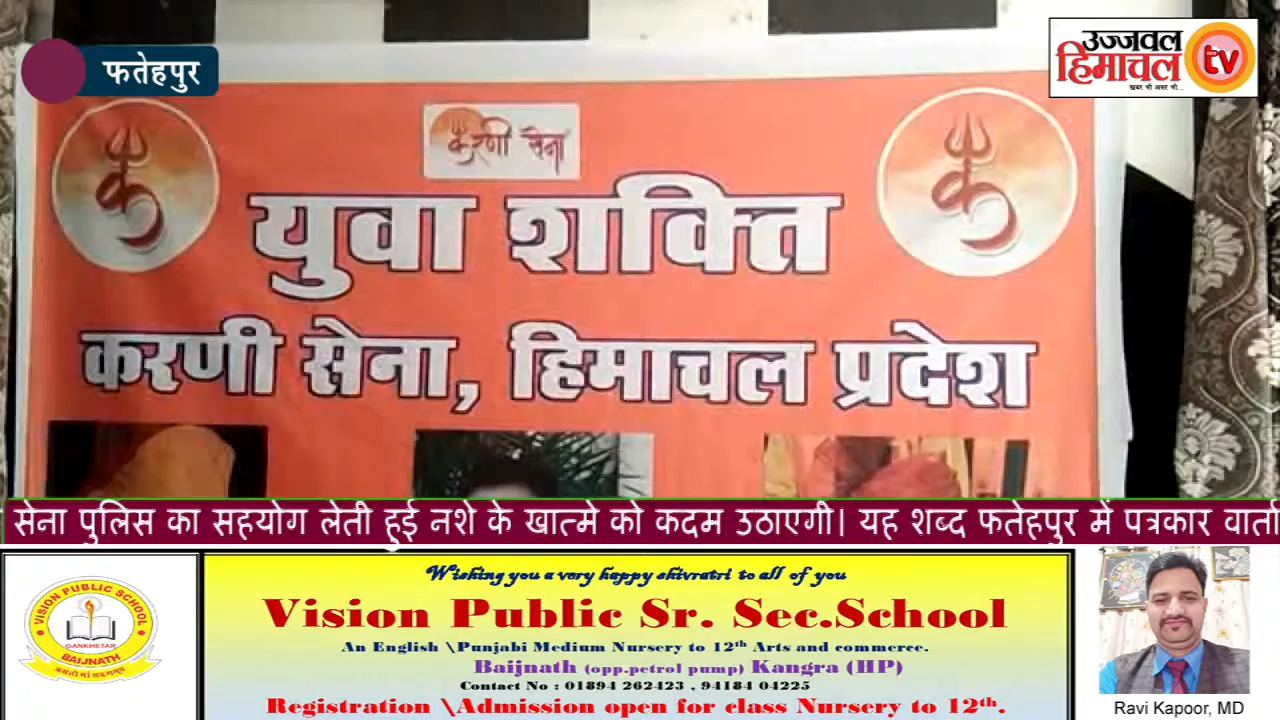 फतेहपुर
उज्जवल
हिमाचल
tv
खबर भी असर भी...
करणी सेना
युवा शक्ति
करणी सेना, हिमाचल प्रदेश
सेना पुलिस का सहयोग लेती हुई नशे के खात्मे को कदम उठाएगी। यह शब्द फतेहपुर में पत्रकार वार्ता
VISION PUBLIC SCHOOL
GANKHETAR
BAIJNATH
Wishing you a very happy shivratri to all of you
Vision Public Sr. Sec.School
An English \Punjabi Medium Nursery to 12th Arts and commerce.
Baijnath (opp.petrol pump) Kangra (HP)
Contact No : 01894 262423 , 94184 04225
Registration \Admission open for class Nursery to 12th.
Ravi Kapoor, MD